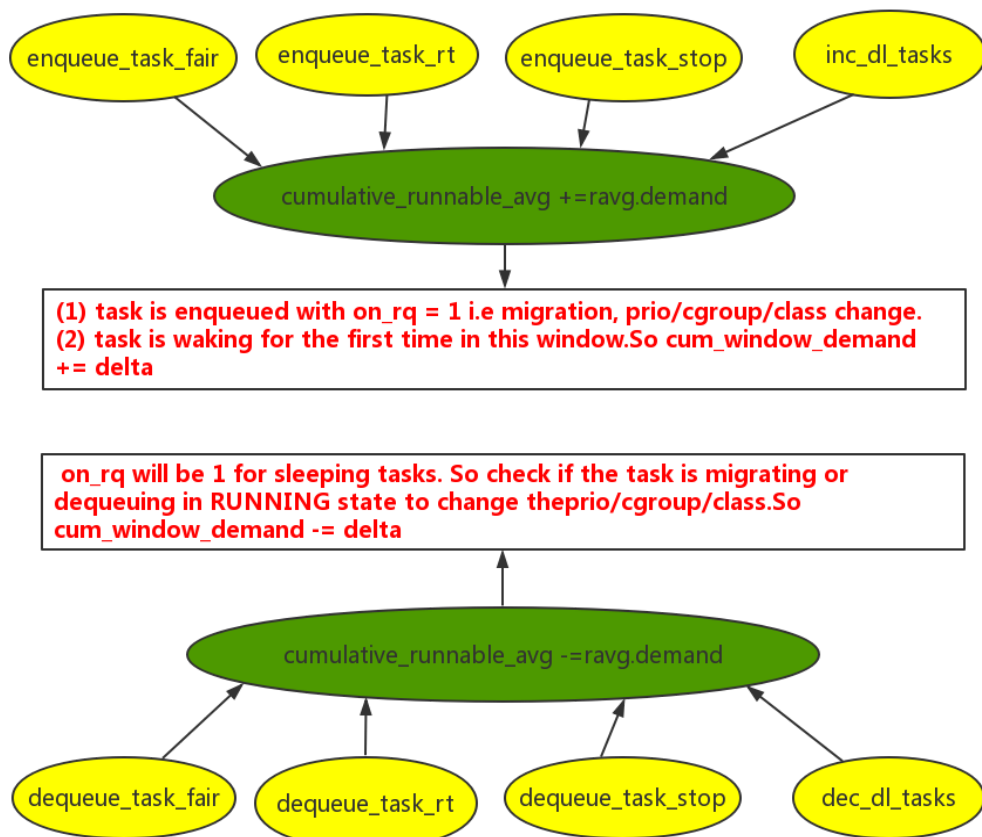 enqueue_task_fair
enqueue_task_rt
enqueue_task_stop
inc_dl_tasks
cumulative_runnable_avg +=ravg.demand
(1) task is enqueued with on_rq = 1 i.e migration, prio/cgroup/class change.
(2) task is waking for the first time in this window.So cum_window_demand
+= delta
on_rq will be 1 for sleeping tasks. So check if the task is migrating or
dequeuing in RUNNING state to change theprio/cgroup/class.So
cum_window_demand -= delta
cumulative_runnable_avg -=ravg.demand
dequeue_task_fair
dequeue_task_rt
dequeue_task_stop
dec_dl_tasks